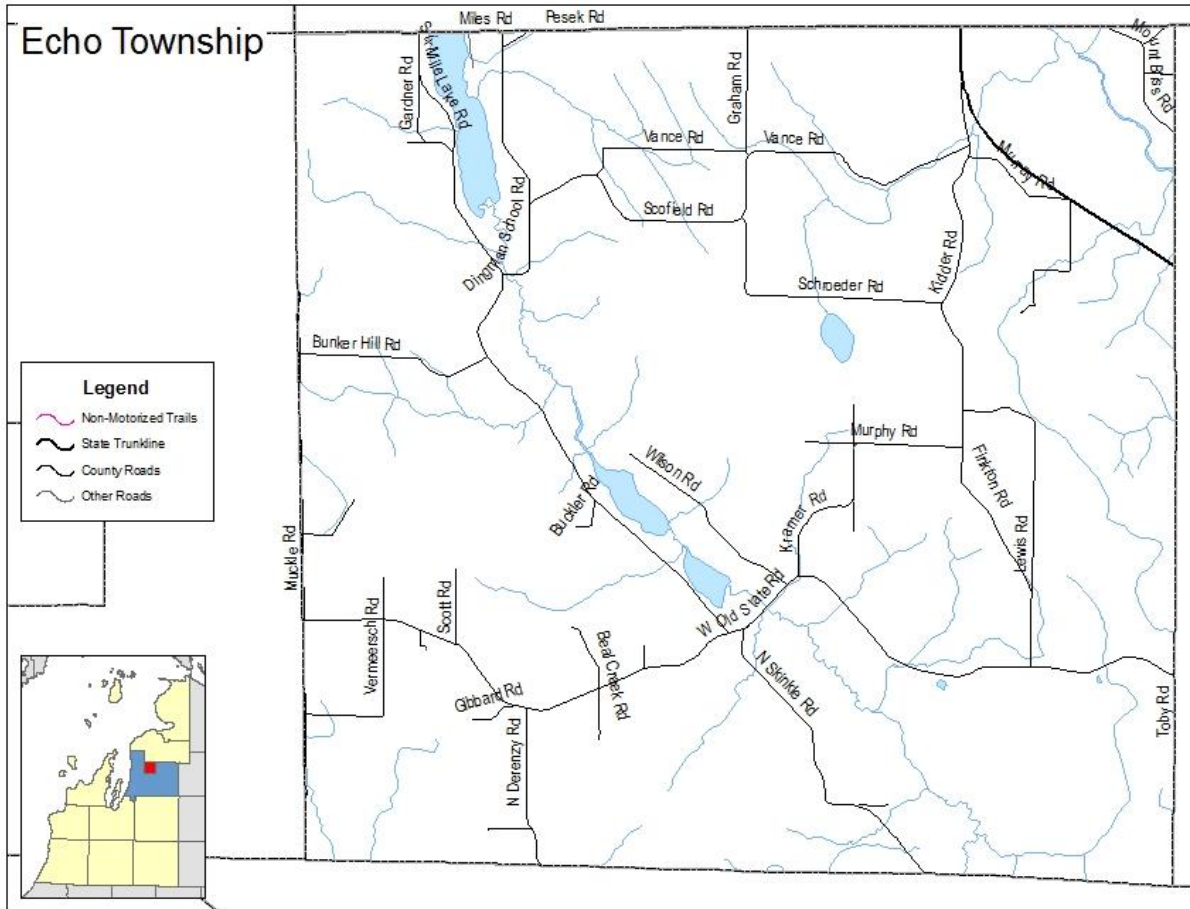 Echo Township
Miles Rd
Pesek Rd
Mount Bliss Rd
Gardner Rd
Six Mile Lake Rd
Graham Rd
Vance Rd
Vance Rd
Murray Rd
Dingman School Rd
Scofield Rd
Kidder Rd
Schroeder Rd
Bunker Hill Rd
Legend
Non-Motorized Trails
State Trunkline
County Roads
Other Roads
Murphy Rd
Wilson Rd
Finkton Rd
Buckler Rd
Kramer Rd
Lewis Rd
Muckle Rd
W Old State Rd
Vermeersch Rd
Scott Rd
Beal Creek Rd
N Skinkle Rd
Gibbard Rd
Toby Rd
N Derenzy Rd